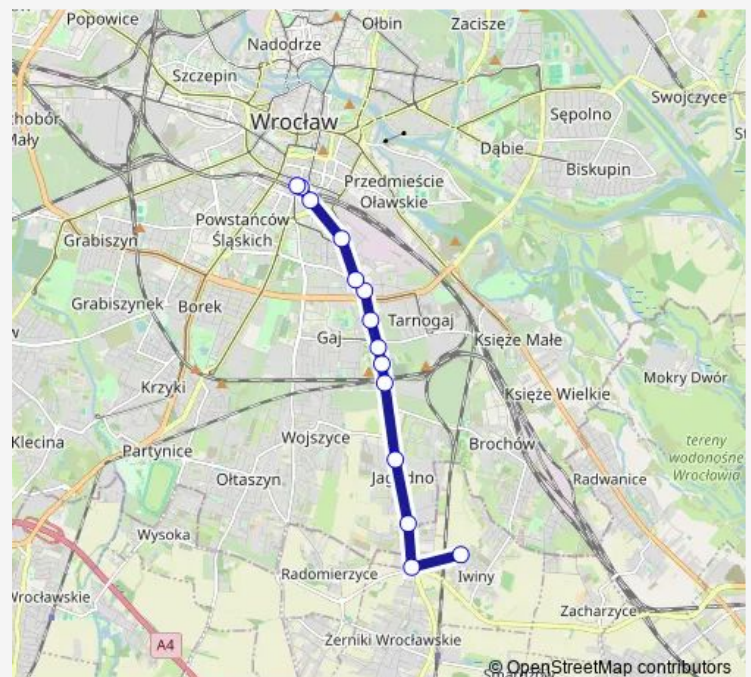 Popowice
Ołbin
Zacisze
Nadodrze
Szczepin
Swojczyce
Sępolno
Wrocław
Mały
Dąbie
Biskupin
Przedmieście
Oławskie
Powstańców
Śląskich
Grabiszyn
Grabiszynek
Borek
Tarnogaj
Gaj
Księże Małe
Mokry Dwór
Krzyki
Księże Wielkie
Klecina
Wojszyce
Brochów
tereny
wodonośne
Wrocławia
Partynice
Ołtaszyn
Radwanice
Wysoka
Radomierzyce
Iwiny
Wrocławskie
Zacharzyce
A4
Żerniki Wrocławskie
© OpenStreetMap contributors